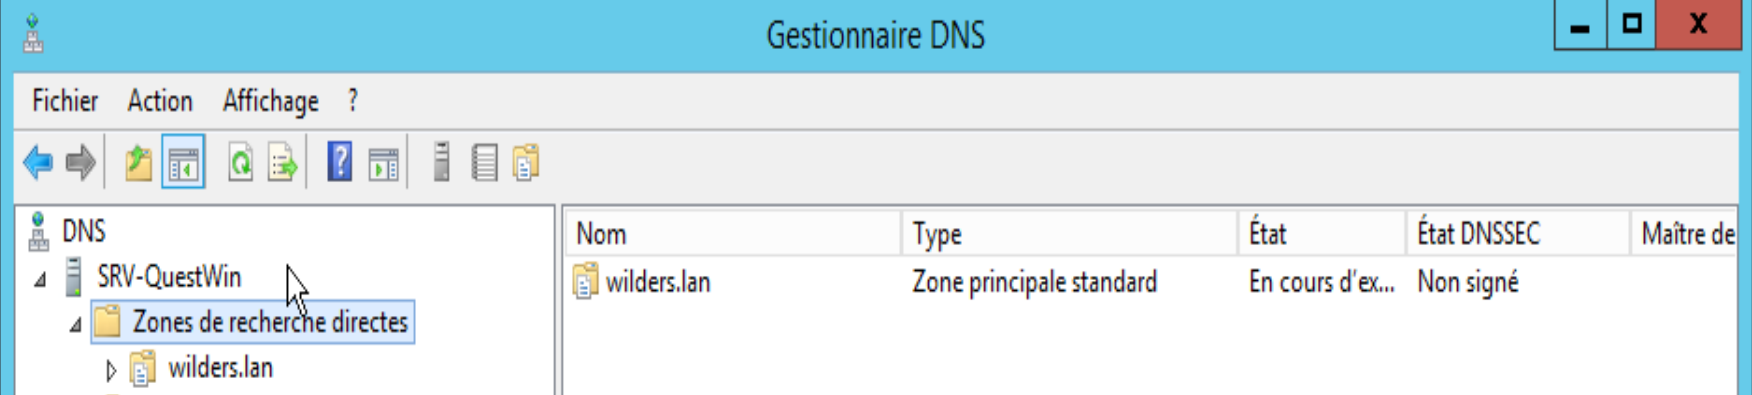 Gestionnaire DNS
Fichier Action Affichage ?
DNS
SRV-QuestWin
Zones de recherche directes
wilders.lan
Nom Type État État DNSSEC Maître de
wilders.lan Zone principale standard En cours d'ex... Non signé